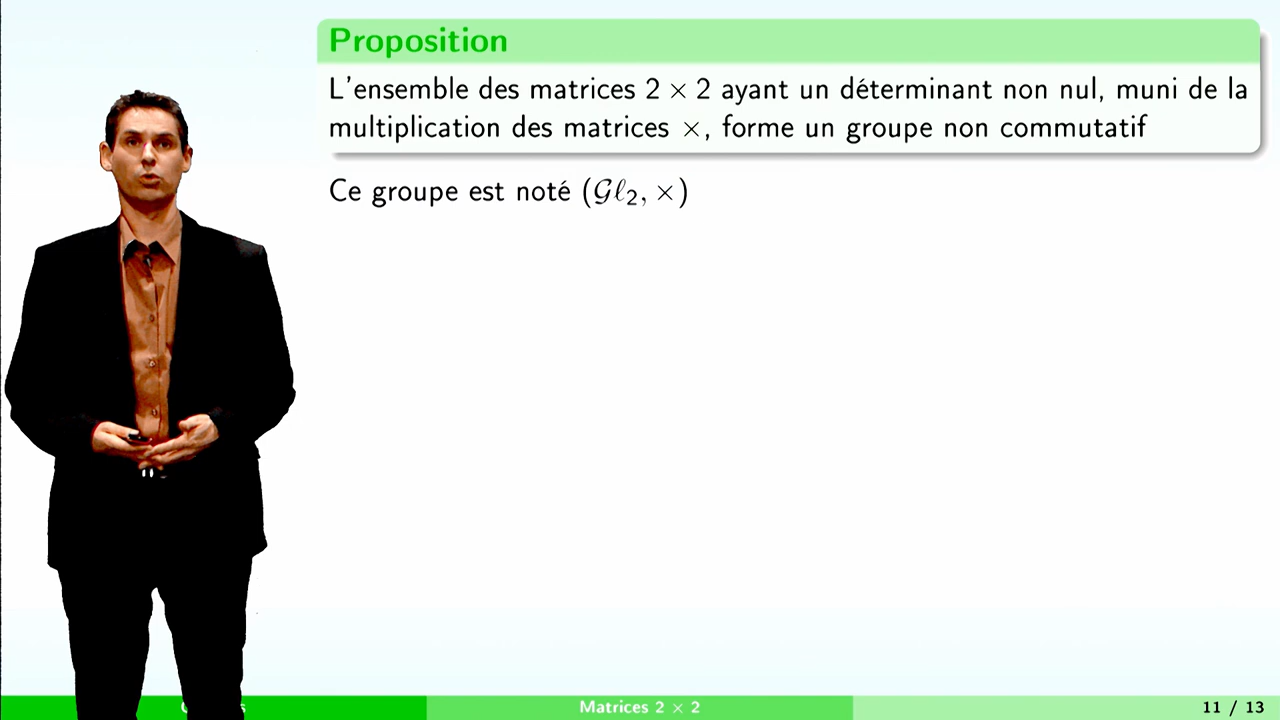 Proposition
L'ensemble des matrices 2 × 2 ayant un déterminant non nul, muni de la
multiplication des matrices ×, forme un groupe non commutatif
Ce groupe est noté (𝒢ℓ₂, ×)
Matrices 2 × 2
11 / 13